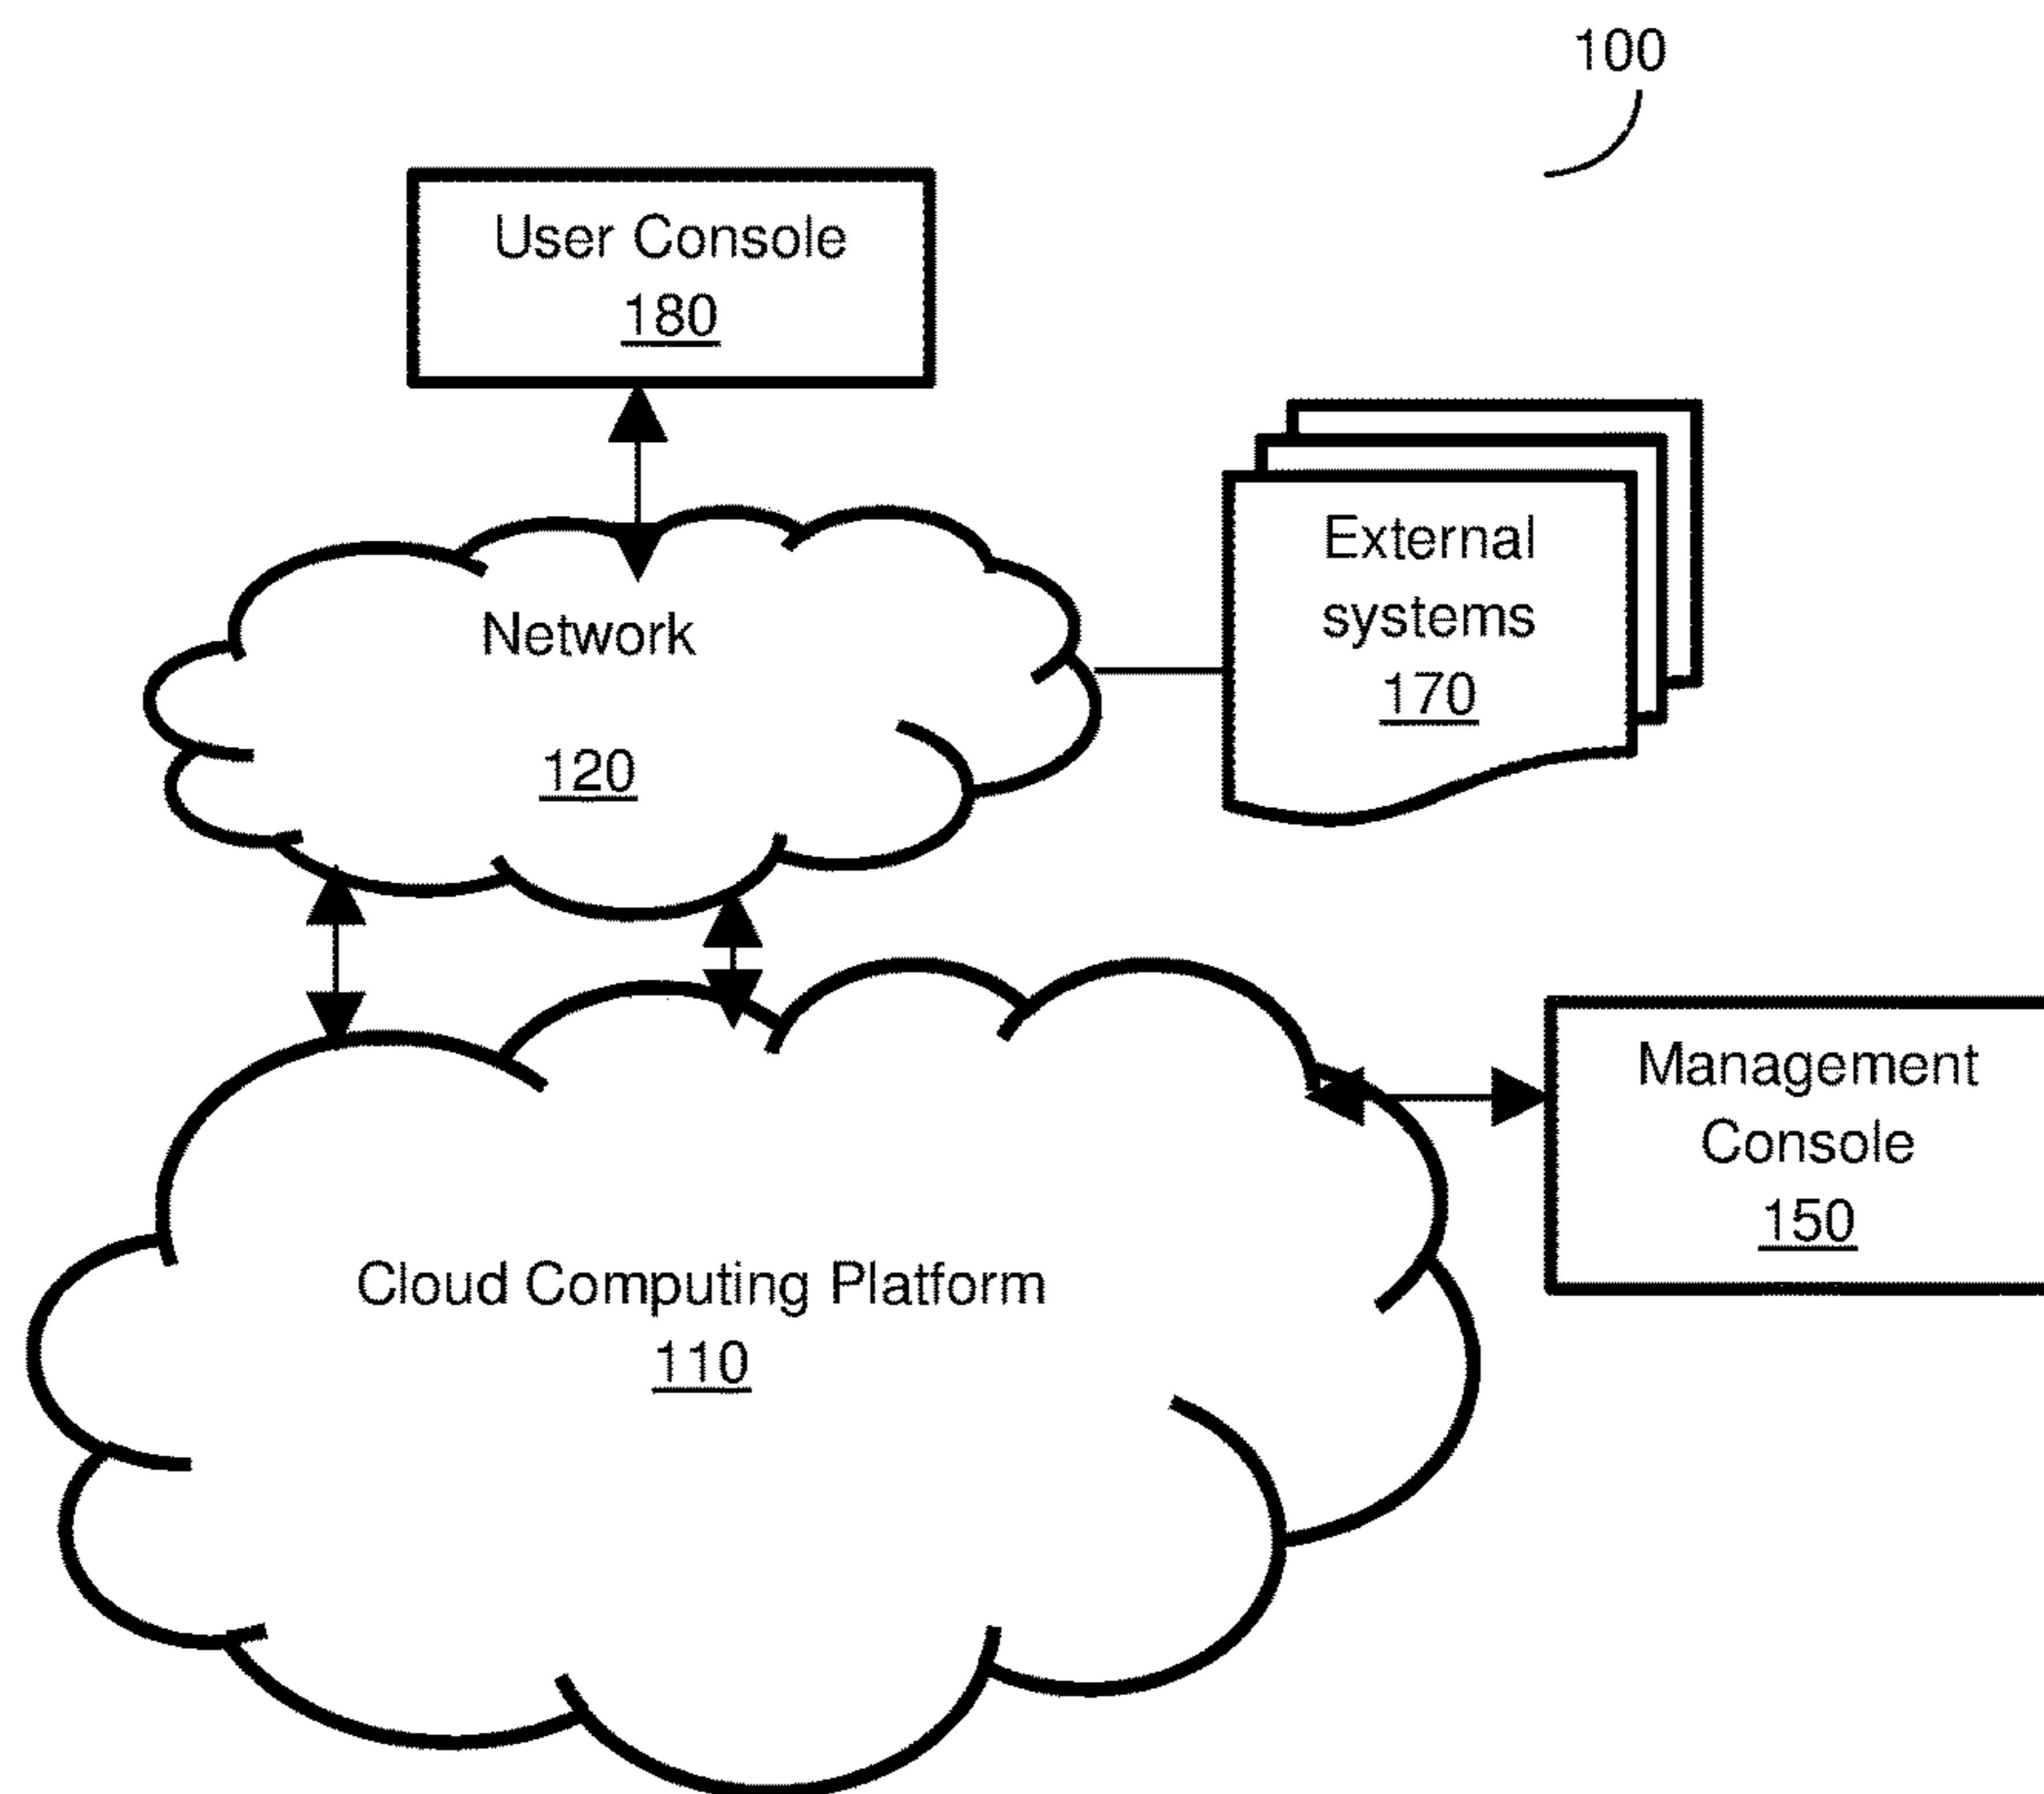 100
User Console
180
External
systems
170
Network
120
Management
Console
150
Cloud Computing Platform
110